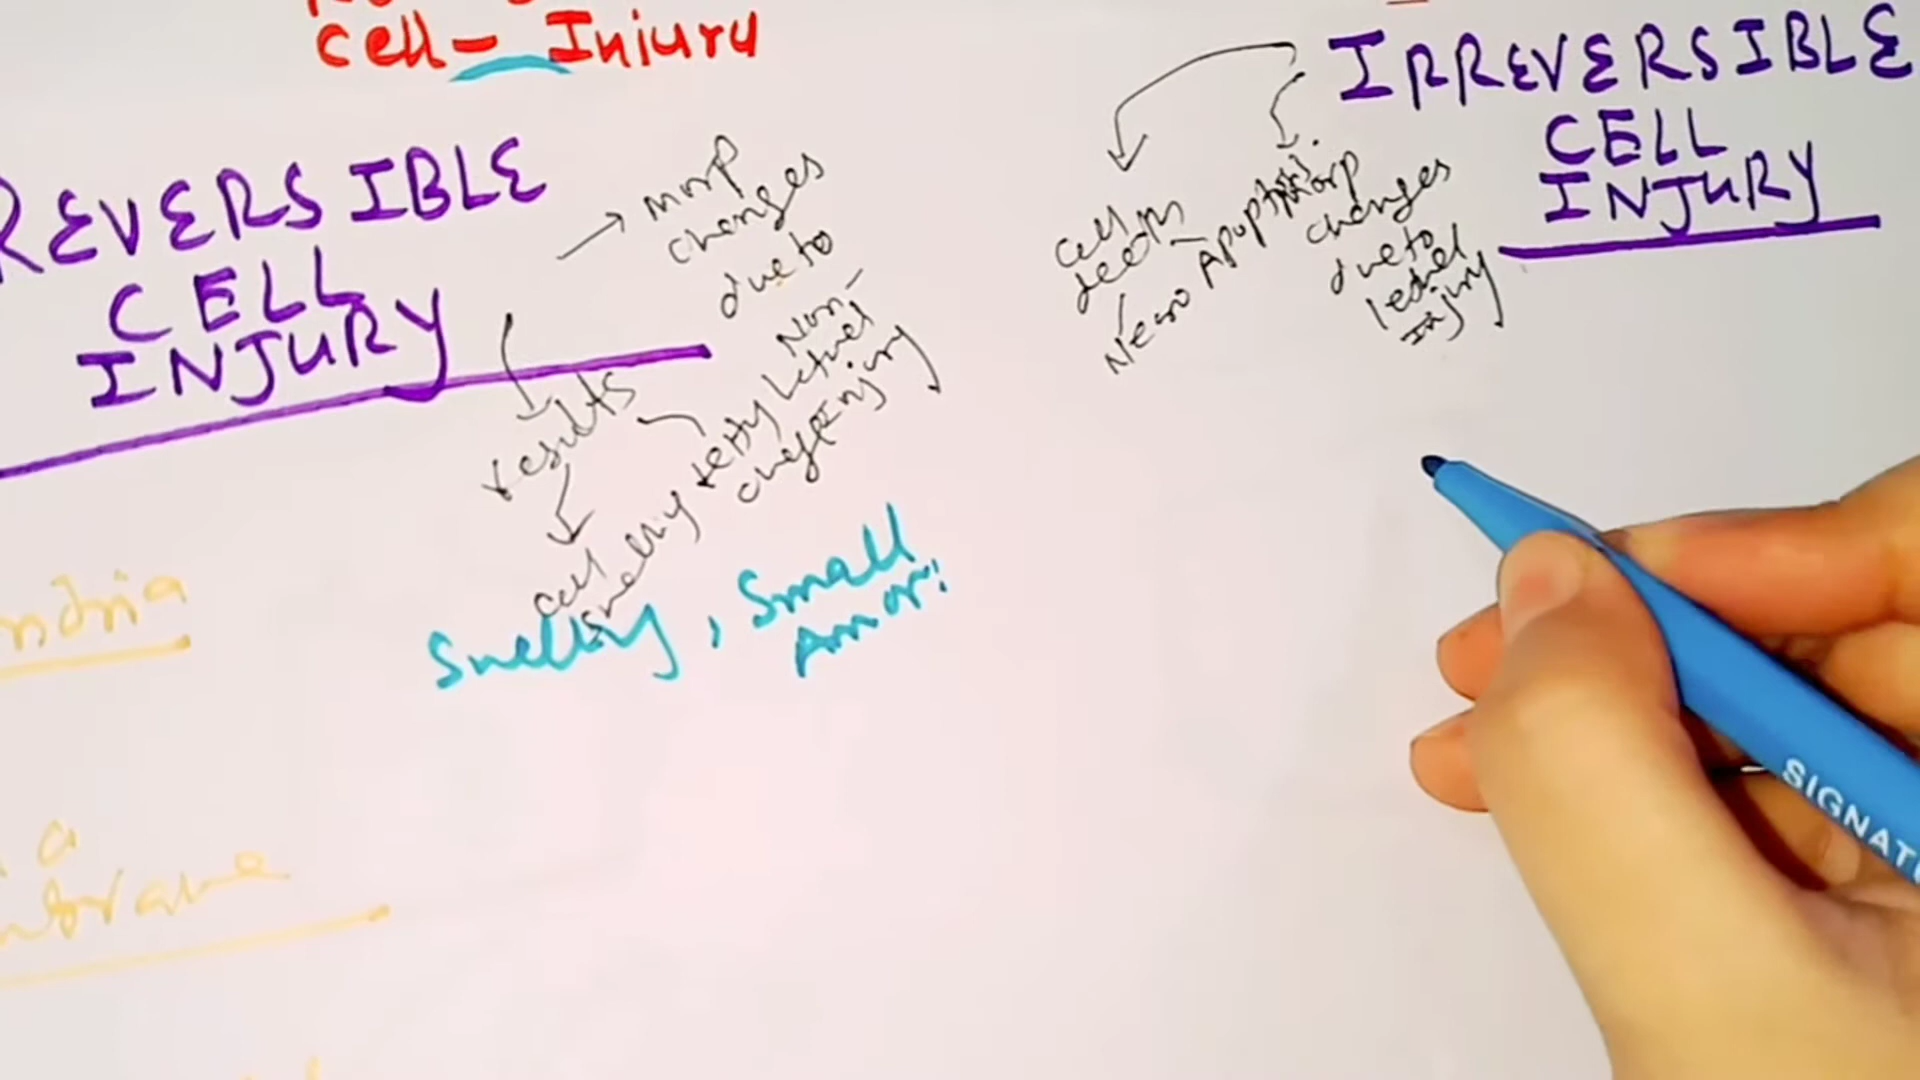 Cell - Injury
REVERSIBLE
CELL
INJURY
Morp
changes
due to
Non-
Lethal
Injury
results
Cell
swelling
Fatty
change
Swelling, Small
Amor:
IRREVERSIBLE
CELL
INJURY
Cell
death
Necro Apoptosis.
Morp
changes
due to
lethal
Injury
ndria
SIGNAT